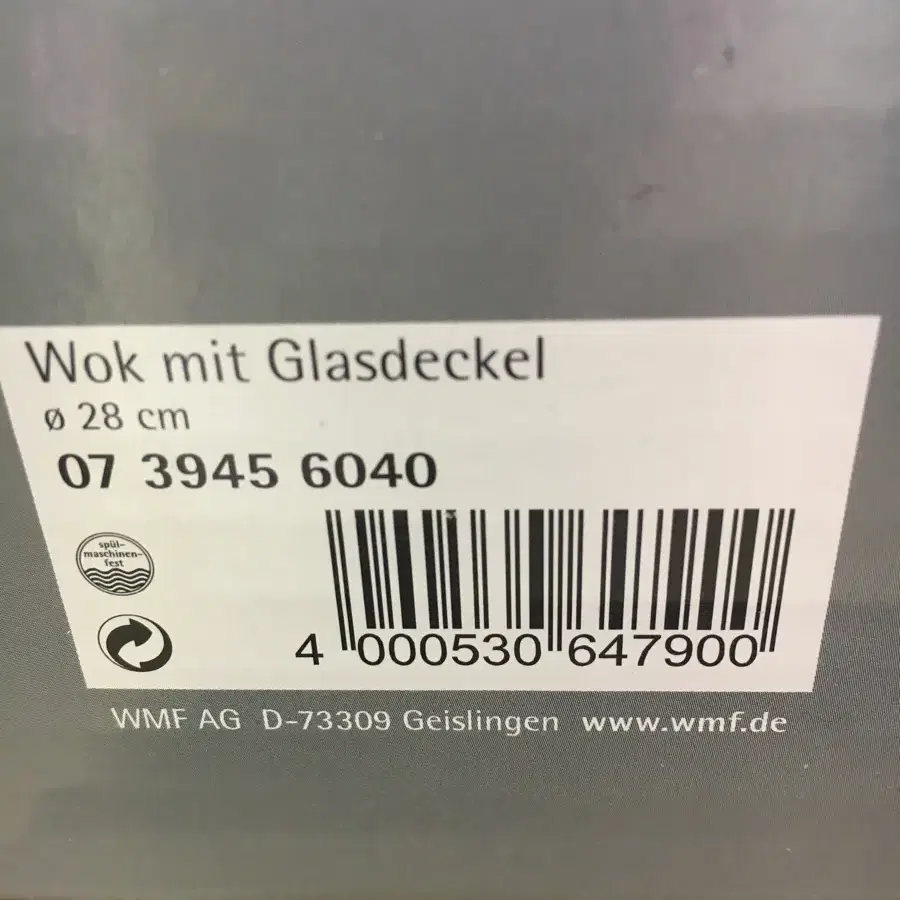 Wok mit Glasdeckel
ø 28 cm
07 3945 6040
spül-
maschinen-
fest
4 000530 647900
WMF AG D-73309 Geislingen www.wmf.de